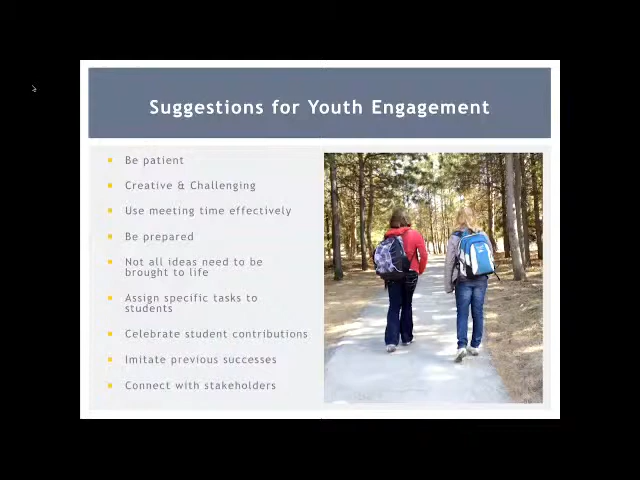 Suggestions for Youth Engagement
Be patient
Creative & Challenging
Use meeting time effectively
Be prepared
Not all ideas need to be
brought to life
Assign specific tasks to
students
Celebrate student contributions
Imitate previous successes
Connect with stakeholders